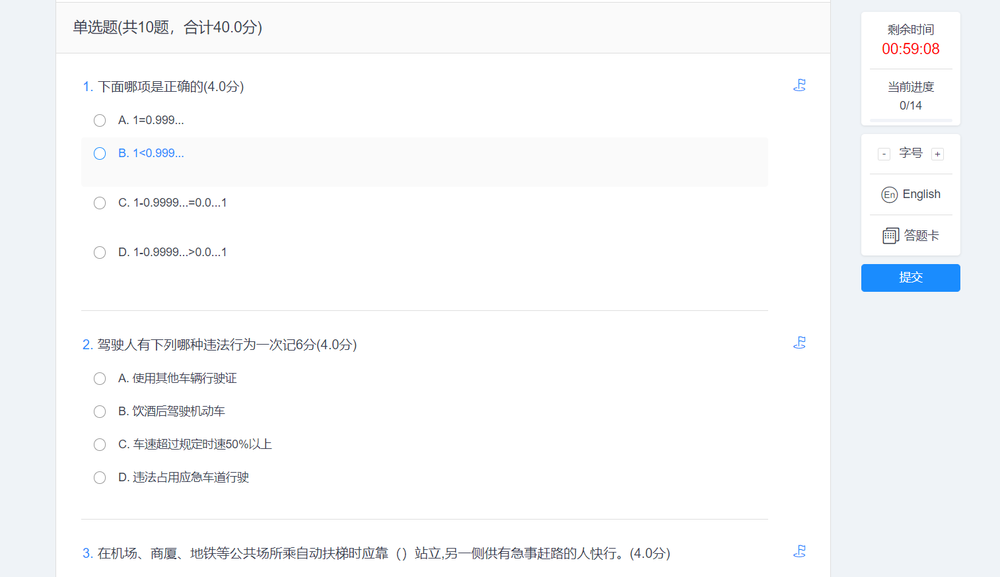 单选题(共10题，合计40.0分)
1. 下面哪项是正确的(4.0分)
A. 1=0.999...
B. 1<0.999...
C. 1-0.9999...=0.0...1
D. 1-0.9999...>0.0...1
2. 驾驶人有下列哪种违法行为一次记6分(4.0分)
A. 使用其他车辆行驶证
B. 饮酒后驾驶机动车
C. 车速超过规定时速50%以上
D. 违法占用应急车道行驶
3. 在机场、商厦、地铁等公共场所乘自动扶梯时应靠（）站立,另一侧供有急事赶路的人快行。(4.0分)
剩余时间
00:59:08
当前进度
0/14
- 字号 +
En English
答题卡
提交